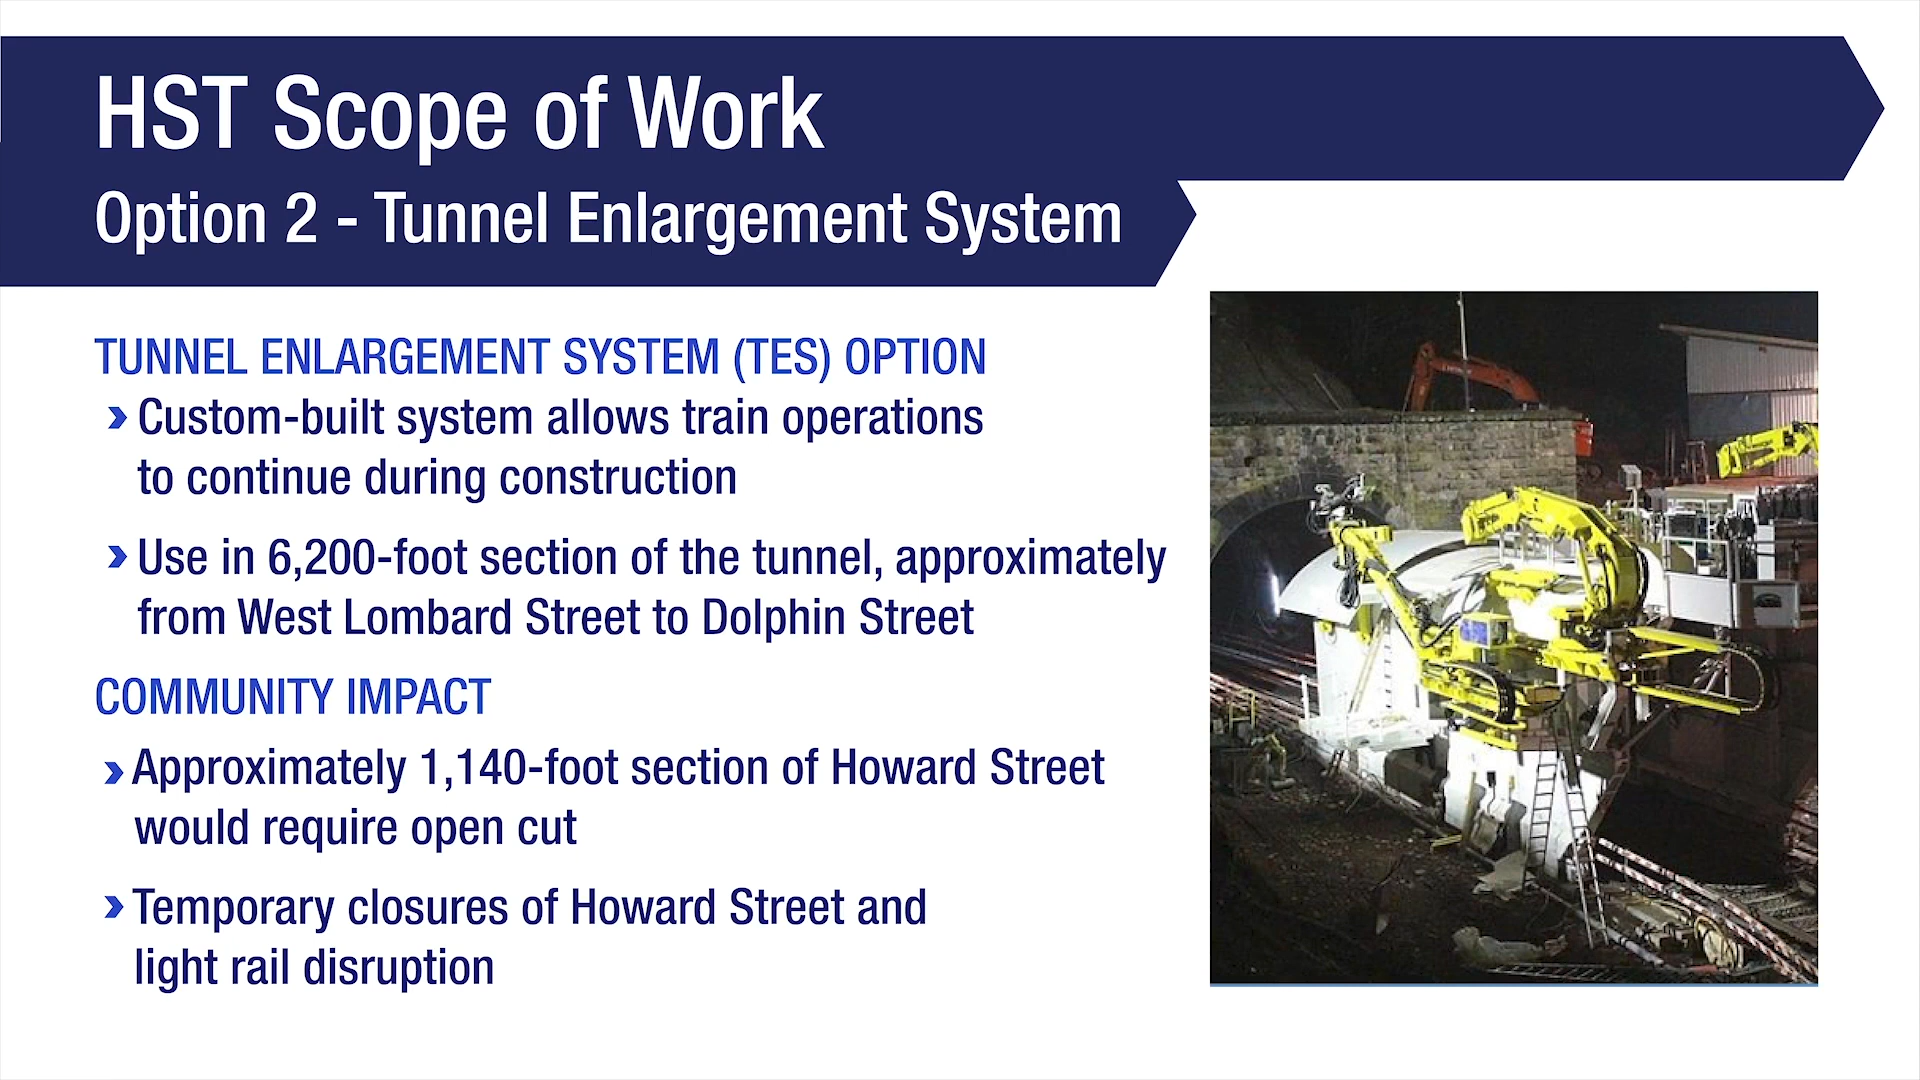 HST Scope of Work
Option 2 - Tunnel Enlargement System
TUNNEL ENLARGEMENT SYSTEM (TES) OPTION
Custom-built system allows train operations
to continue during construction
Use in 6,200-foot section of the tunnel, approximately
from West Lombard Street to Dolphin Street
COMMUNITY IMPACT
Approximately 1,140-foot section of Howard Street
would require open cut
Temporary closures of Howard Street and
light rail disruption